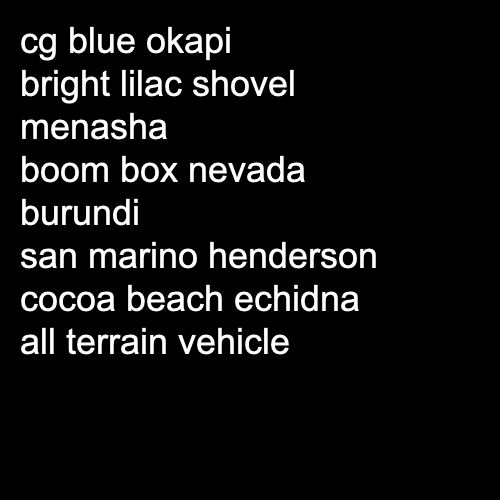 cg blue okapi
bright lilac shovel
menasha
boom box nevada
burundi
san marino henderson
cocoa beach echidna
all terrain vehicle